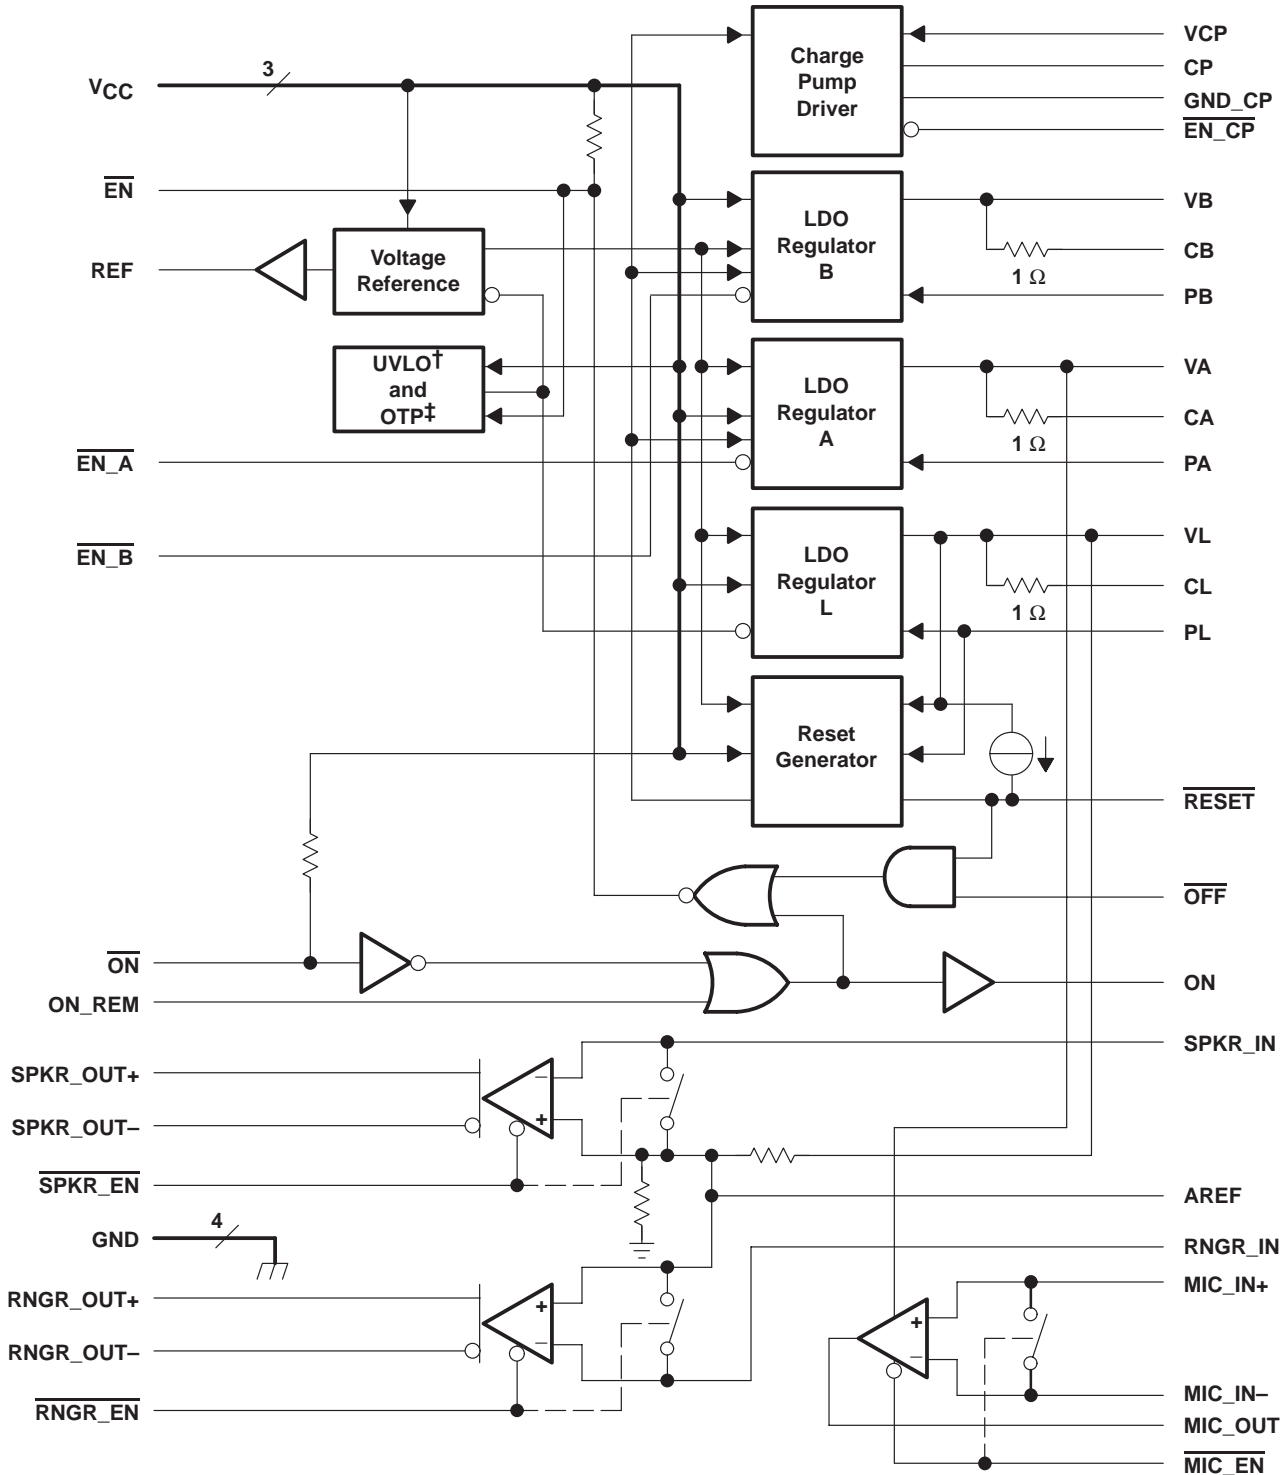 VCC
3
EN
REF
Voltage
Reference
UVLO†
and
OTP‡
EN_A
EN_B
Charge
Pump
Driver
VCP
CP
GND_CP
EN_CP
LDO
Regulator
B
VB
CB
1 Ω
PB
LDO
Regulator
A
VA
CA
1 Ω
PA
LDO
Regulator
L
VL
CL
1 Ω
PL
Reset
Generator
RESET
OFF
ON
ON_REM
ON
SPKR_IN
SPKR_OUT+
SPKR_OUT–
SPKR_EN
–
+
AREF
GND
4
RNGR_IN
RNGR_OUT+
RNGR_OUT–
RNGR_EN
+
–
MIC_IN+
+
–
MIC_IN–
MIC_OUT
MIC_EN